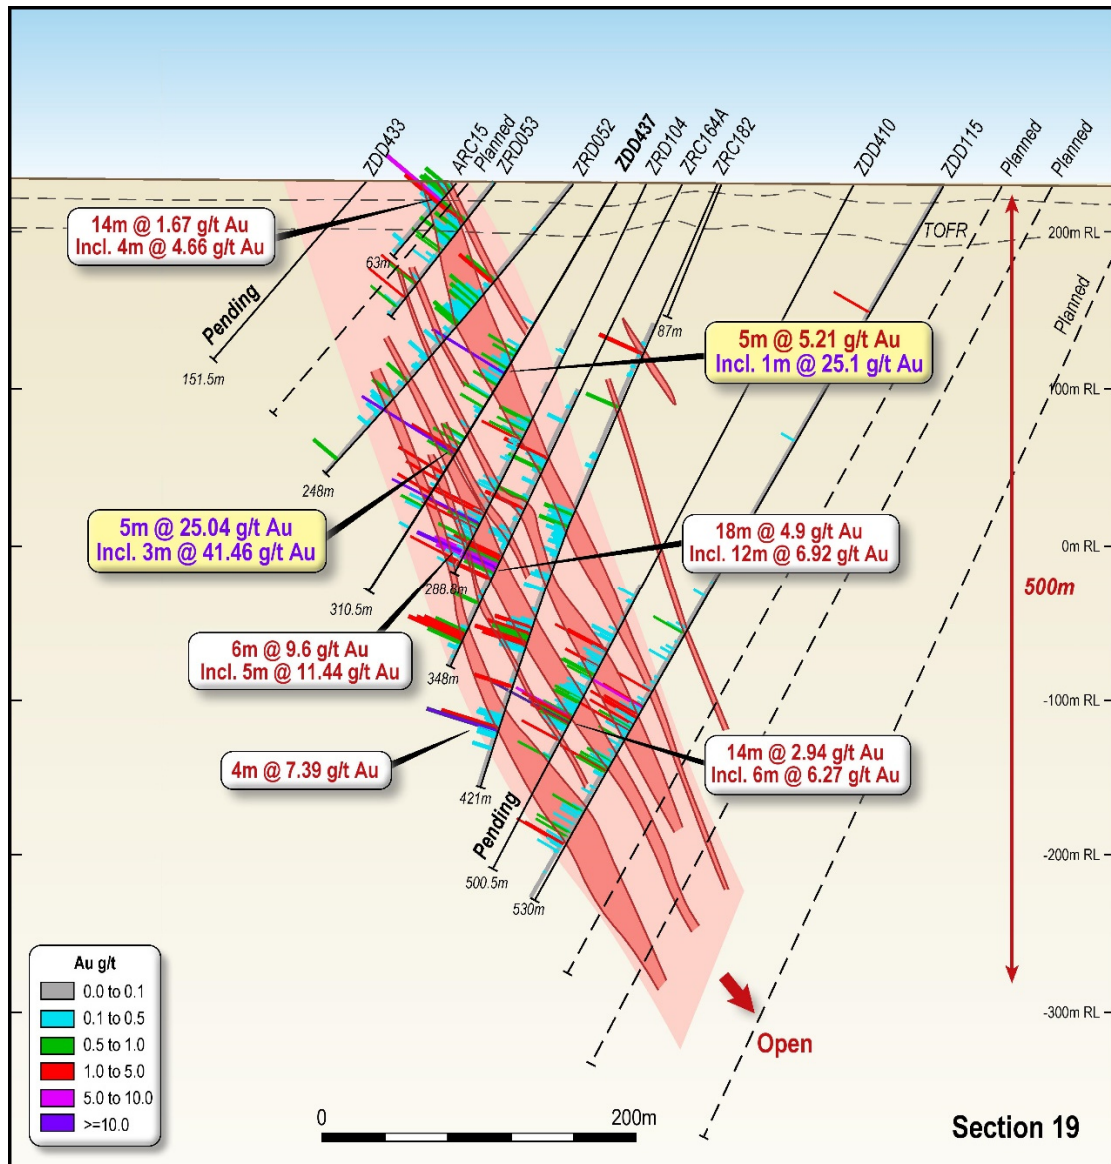 ZDD433
ARC15
Planned
ZRD053
ZRD052
ZDD437
ZRD104
ZRC164A
ZRC182
ZDD410
ZDD115
Planned
Planned
14m @ 1.67 g/t Au
Incl. 4m @ 4.66 g/t Au
TOFR
200m RL
63m
Planned
Pending
87m
5m @ 5.21 g/t Au
Incl. 1m @ 25.1 g/t Au
151.5m
100m RL
248m
5m @ 25.04 g/t Au
Incl. 3m @ 41.46 g/t Au
18m @ 4.9 g/t Au
Incl. 12m @ 6.92 g/t Au
0m RL
288.8m
310.5m
500m
6m @ 9.6 g/t Au
Incl. 5m @ 11.44 g/t Au
348m
-100m RL
4m @ 7.39 g/t Au
14m @ 2.94 g/t Au
Incl. 6m @ 6.27 g/t Au
421m
Pending
500.5m
-200m RL
530m
Au g/t
0.0 to 0.1
0.1 to 0.5
0.5 to 1.0
1.0 to 5.0
5.0 to 10.0
>=10.0
-300m RL
Open
0
200m
Section 19